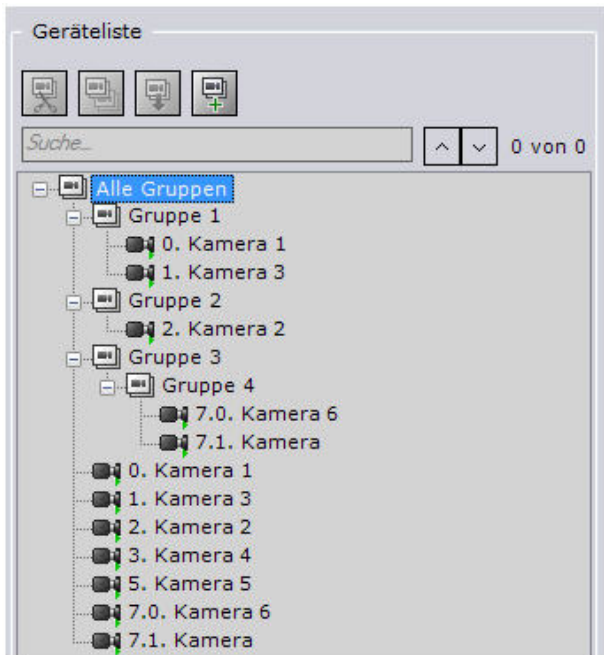 Geräteliste
Suche...
0 von 0
Alle Gruppen
Gruppe 1
0. Kamera 1
1. Kamera 3
Gruppe 2
2. Kamera 2
Gruppe 3
Gruppe 4
7.0. Kamera 6
7.1. Kamera
0. Kamera 1
1. Kamera 3
2. Kamera 2
3. Kamera 4
5. Kamera 5
7.0. Kamera 6
7.1. Kamera